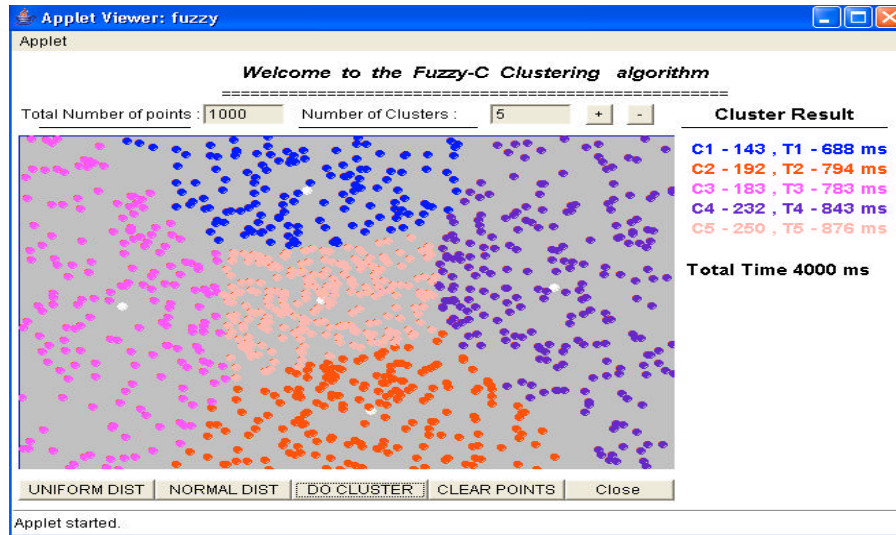 Applet Viewer: fuzzy
Applet
Welcome to the Fuzzy-C Clustering algorithm
=====================================================
Total Number of points : 1000 Number of Clusters : 5 + -
Cluster Result
C1 - 143 , T1 - 688 ms
C2 - 192 , T2 - 794 ms
C3 - 183 , T3 - 783 ms
C4 - 232 , T4 - 843 ms
C5 - 250 , T5 - 876 ms
Total Time 4000 ms
UNIFORM DIST NORMAL DIST DO CLUSTER CLEAR POINTS Close
Applet started.